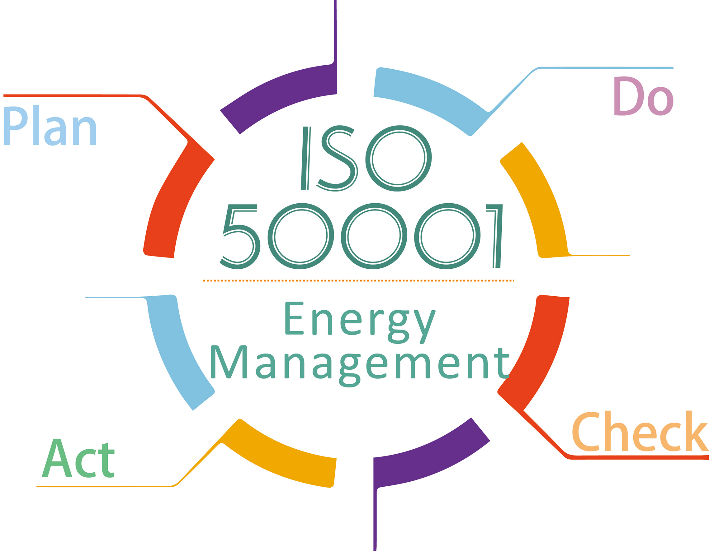 Plan
Do
ISO
50001
Energy
Management
Act
Check